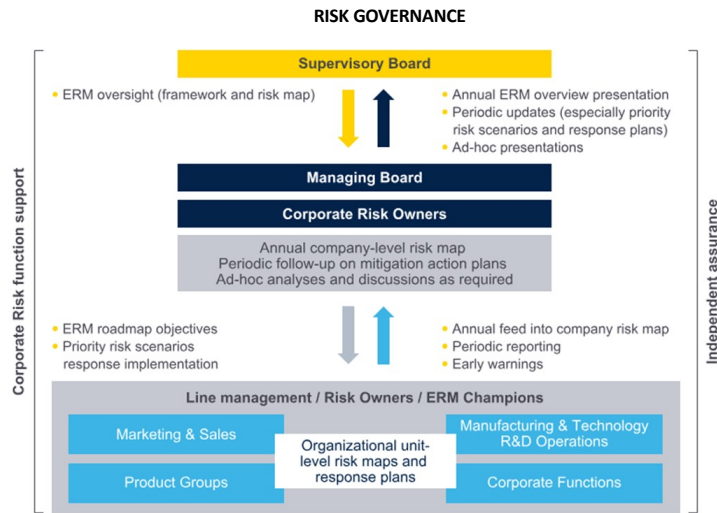 RISK GOVERNANCE
Supervisory Board
• ERM oversight (framework and risk map)
• Annual ERM overview presentation
• Periodic updates (especially priority
risk scenarios and response plans)
• Ad-hoc presentations
Managing Board
Corporate Risk Owners
Annual company-level risk map
Periodic follow-up on mitigation action plans
Ad-hoc analyses and discussions as required
• ERM roadmap objectives
• Priority risk scenarios
response implementation
• Annual feed into company risk map
• Periodic reporting
• Early warnings
Line management / Risk Owners / ERM Champions
Marketing & Sales
Manufacturing & Technology
R&D Operations
Organizational unit-
level risk maps and
response plans
Product Groups
Corporate Functions
Corporate Risk function support
Independent assurance